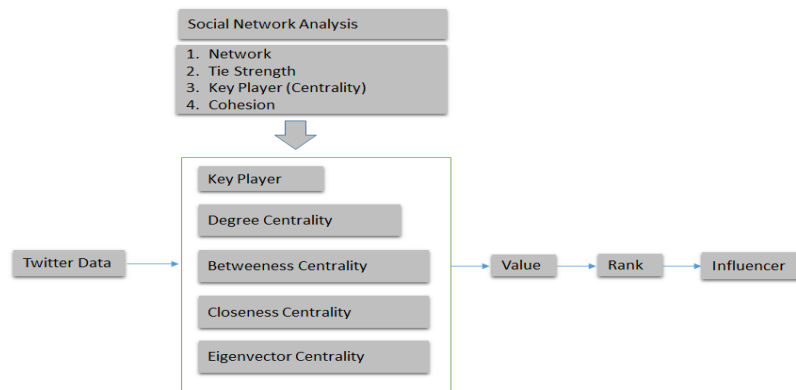 Social Network Analysis
1. Network
2. Tie Strength
3. Key Player (Centrality)
4. Cohesion
Key Player
Degree Centrality
Twitter Data
Betweeness Centrality
Value
Rank
Influencer
Closeness Centrality
Eigenvector Centrality